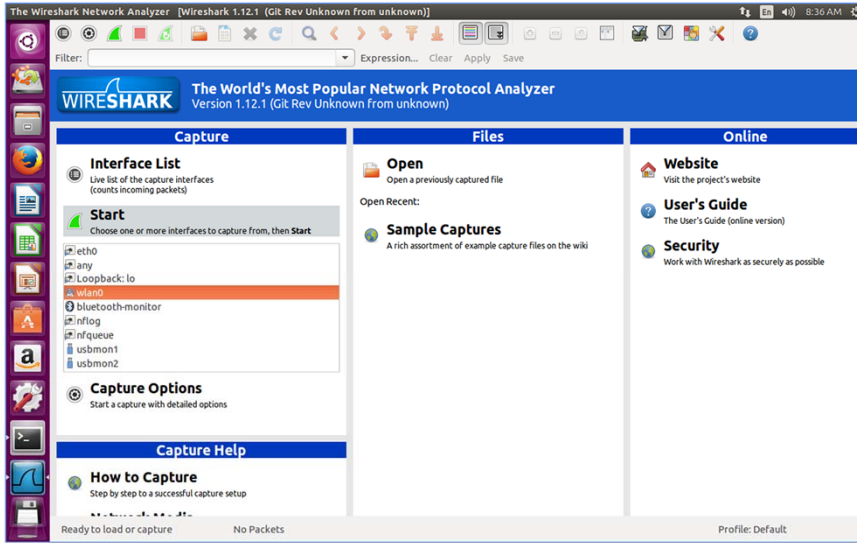 The Wireshark Network Analyzer [Wireshark 1.12.1 (Git Rev Unknown from unknown)]
En
8:36 AM
Filter:
Expression... Clear Apply Save
WIRESHARK
The World's Most Popular Network Protocol Analyzer
Version 1.12.1 (Git Rev Unknown from unknown)
Capture
Interface List
Live list of the capture interfaces
(counts incoming packets)
Start
Choose one or more interfaces to capture from, then Start
eth0
any
Loopback: lo
wlan0
bluetooth-monitor
nflog
nfqueue
usbmon1
usbmon2
Capture Options
Start a capture with detailed options
Capture Help
How to Capture
Step by step to a successful capture setup
Network Media
Files
Open
Open a previously captured file
Open Recent:
Sample Captures
A rich assortment of example capture files on the wiki
Online
Website
Visit the project's website
User's Guide
The User's Guide (online version)
Security
Work with Wireshark as securely as possible
Ready to load or capture
No Packets
Profile: Default